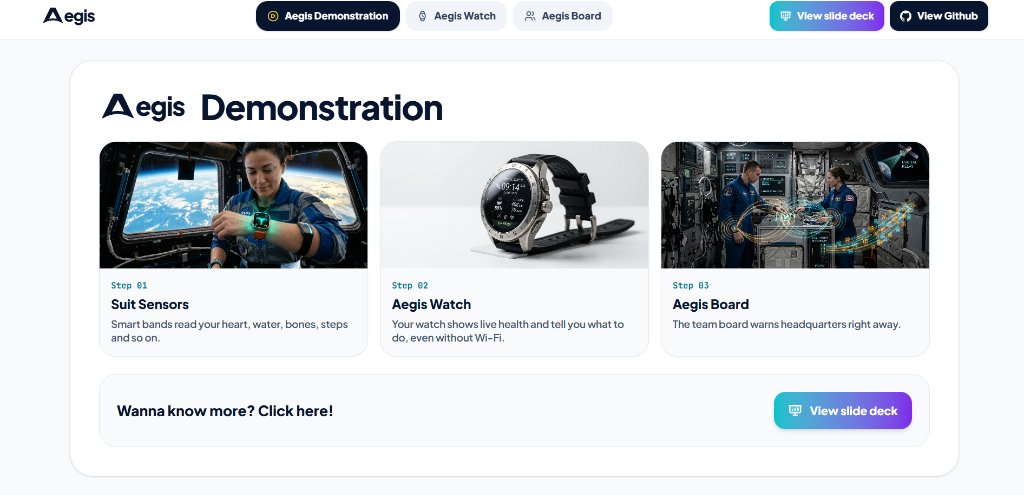 Aegis
Aegis Demonstration
Aegis Watch
Aegis Board
View slide deck
View Github
Aegis Demonstration
09:14
Step 01
Suit Sensors
Smart bands read your heart, water, bones, steps
and so on.
Step 02
Aegis Watch
Your watch shows live health and tell you what to
do, even without Wi-Fi.
Step 03
Aegis Board
The team board warns headquarters right away.
Wanna know more? Click here!
View slide deck